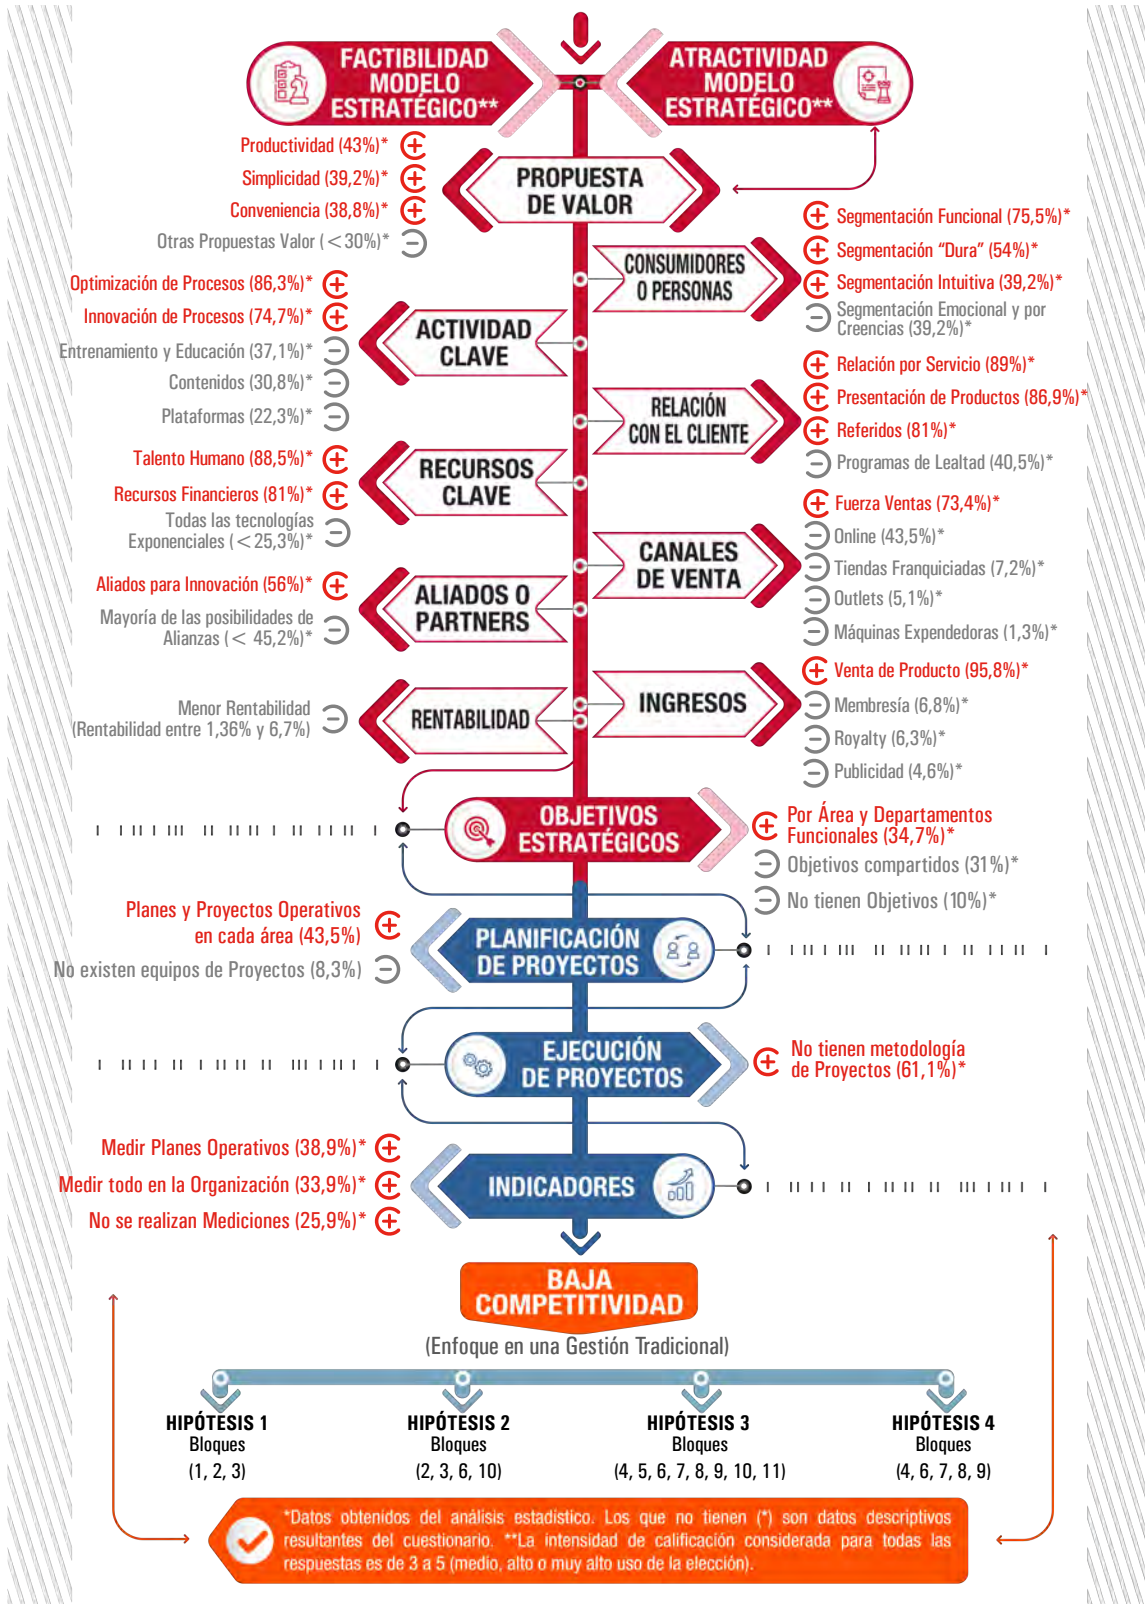 FACTIBILIDAD
MODELO
ESTRATÉGICO**
ATRACTIVIDAD
MODELO
ESTRATÉGICO**
PROPUESTA
DE VALOR
Productividad (43%)*
Simplicidad (39,2%)*
Conveniencia (38,8%)*
Otras Propuestas Valor (<30%)*
CONSUMIDORES
O PERSONAS
Segmentación Funcional (75,5%)*
Segmentación “Dura” (54%)*
Segmentación Intuitiva (39,2%)*
Segmentación Emocional y por
Creencias (39,2%)*
ACTIVIDAD
CLAVE
Optimización de Procesos (86,3%)*
Innovación de Procesos (74,7%)*
Entrenamiento y Educación (37,1%)*
Contenidos (30,8%)*
Plataformas (22,3%)*
RELACIÓN
CON EL CLIENTE
Relación por Servicio (89%)*
Presentación de Productos (86,9%)*
Referidos (81%)*
Programas de Lealtad (40,5%)*
RECURSOS
CLAVE
Talento Humano (88,5%)*
Recursos Financieros (81%)*
Todas las tecnologías
Exponenciales (<25,3%)*
CANALES
DE VENTA
Fuerza Ventas (73,4%)*
Online (43,5%)*
Tiendas Franquiciadas (7,2%)*
Outlets (5,1%)*
Máquinas Expendedoras (1,3%)*
ALIADOS O
PARTNERS
Aliados para Innovación (56%)*
Mayoría de las posibilidades de
Alianzas (< 45,2%)*
INGRESOS
Venta de Producto (95,8%)*
Membresía (6,8%)*
Royalty (6,3%)*
Publicidad (4,6%)*
RENTABILIDAD
Menor Rentabilidad
(Rentabilidad entre 1,36% y 6,7%)
OBJETIVOS
ESTRATÉGICOS
Por Área y Departamentos
Funcionales (34,7%)*
Objetivos compartidos (31%)*
No tienen Objetivos (10%)*
PLANIFICACIÓN
DE PROYECTOS
Planes y Proyectos Operativos
en cada área (43,5%)
No existen equipos de Proyectos (8,3%)
EJECUCIÓN
DE PROYECTOS
No tienen metodología
de Proyectos (61,1%)*
INDICADORES
Medir Planes Operativos (38,9%)*
Medir todo en la Organización (33,9%)*
No se realizan Mediciones (25,9%)*
BAJA
COMPETITIVIDAD
(Enfoque en una Gestión Tradicional)
HIPÓTESIS 1
Bloques
(1, 2, 3)
HIPÓTESIS 2
Bloques
(2, 3, 6, 10)
HIPÓTESIS 3
Bloques
(4, 5, 6, 7, 8, 9, 10, 11)
HIPÓTESIS 4
Bloques
(4, 6, 7, 8, 9)
*Datos obtenidos del análisis estadístico. Los que no tienen (*) son datos descriptivos
resultantes del cuestionario. **La intensidad de calificación considerada para todas las
respuestas es de 3 a 5 (medio, alto o muy alto uso de la elección).